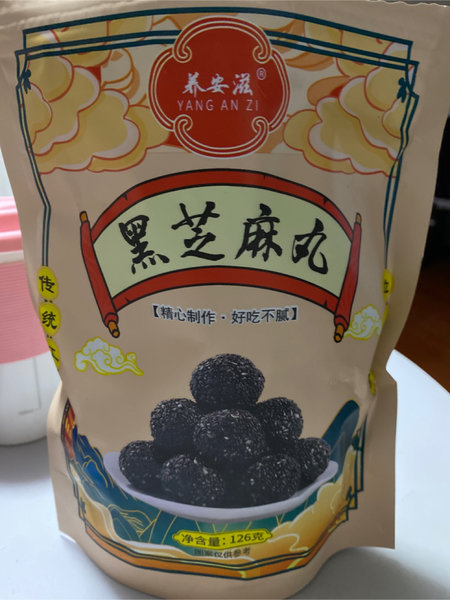 养安滋®
YANG AN ZI
黑芝麻丸
【精心制作·好吃不腻】
传统
净含量：126克
图案仅供参考